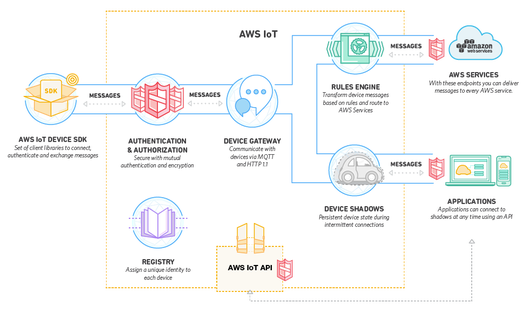 AWS IoT
SDK
MESSAGES
MESSAGES
MESSAGES
amazon
web services
AWS SERVICES
With these endpoints you can deliver
messages to every AWS service.
RULES ENGINE
Transform device messages
based on rules and route to
AWS Services
AWS IoT DEVICE SDK
Set of client libraries to connect,
authenticate and exchange messages
AUTHENTICATION
& AUTHORIZATION
Secure with mutual
authentication and encryption
DEVICE GATEWAY
Communicate with
devices via MQTT
and HTTP 1.1
MESSAGES
DEVICE SHADOWS
Persistent device state during
intermittent connections
APPLICATIONS
Applications can connect to
shadows at any time using an API
REGISTRY
Assign a unique identity to
each device
AWS IoT API